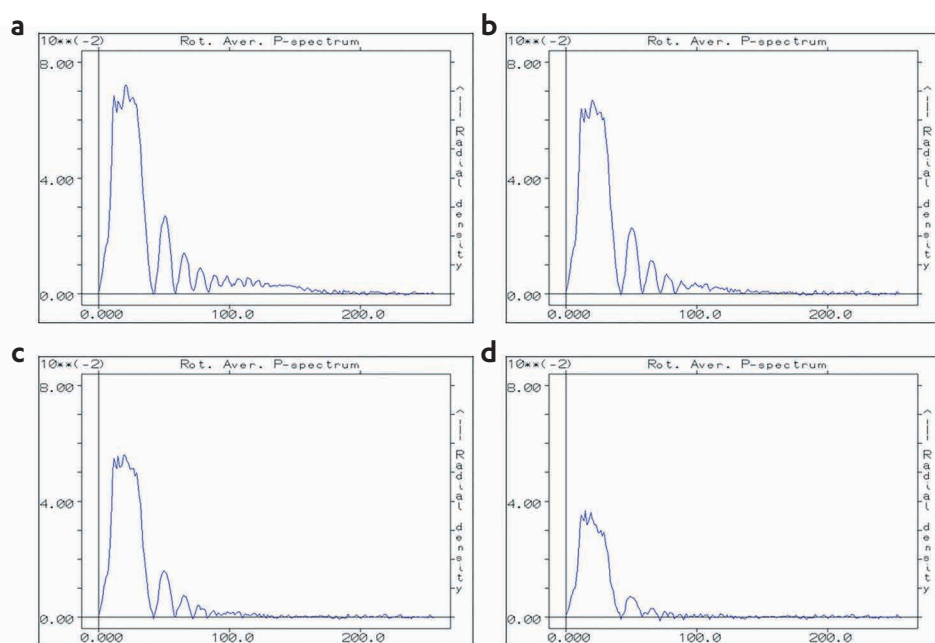 a
10**(-2) Rot. Aver. P-spectrum
8.00
4.00
0.00
0.000 100.0 200.0
^|| Radial density
b
10**(-2) Rot. Aver. P-spectrum
8.00
4.00
0.00
0.000 100.0 200.0
^|| Radial density
c
10**(-2) Rot. Aver. P-spectrum
8.00
4.00
0.00
0.000 100.0 200.0
^|| Radial density
d
10**(-2) Rot. Aver. P-spectrum
8.00
4.00
0.00
0.000 100.0 200.0
^|| Radial density